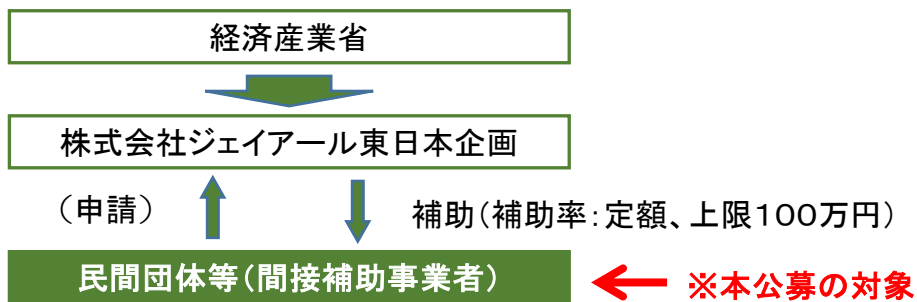 経済産業省
株式会社ジェイアール東日本企画
（申請）
補助（補助率：定額、上限１００万円）
民間団体等（間接補助事業者）
※本公募の対象